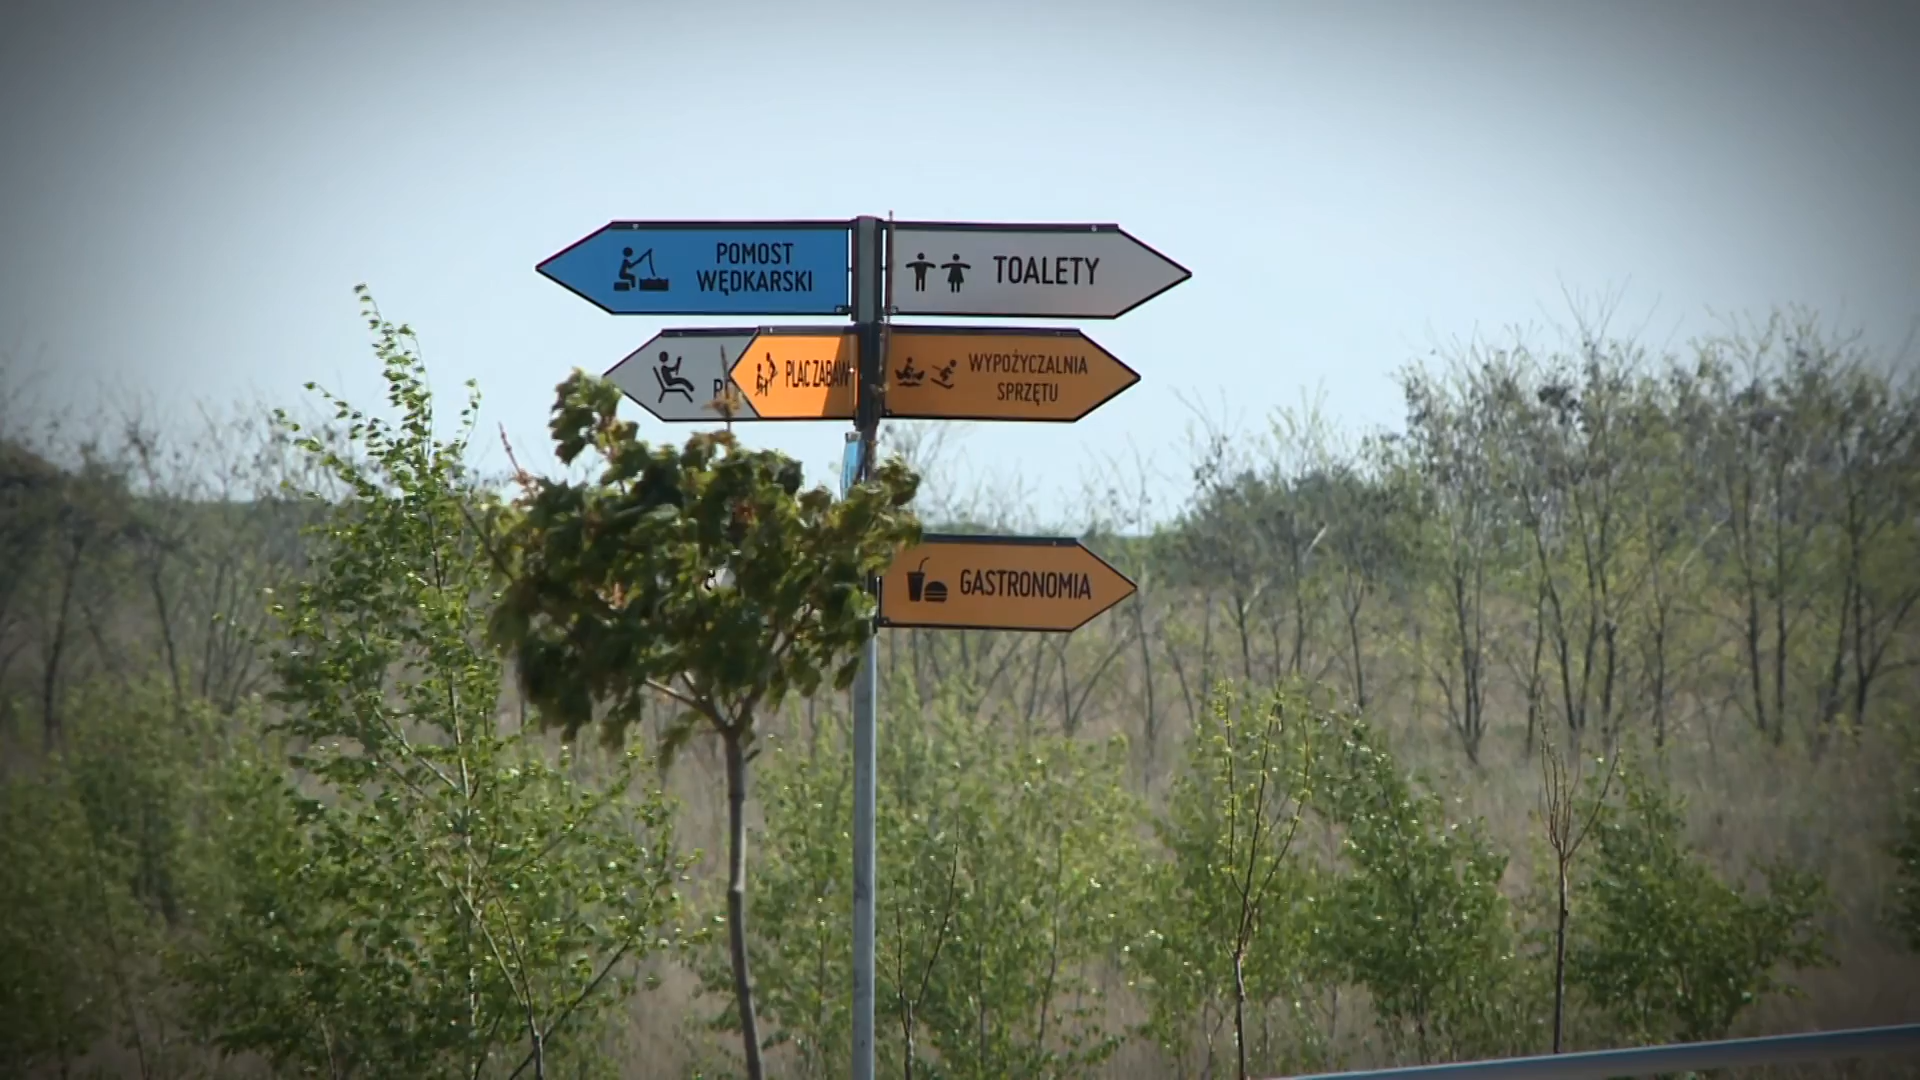 POMOST
WĘDKARSKI
TOALETY
PLAC ZABAW
WYPOŻYCZALNIA
SPRZĘTU
GASTRONOMIA